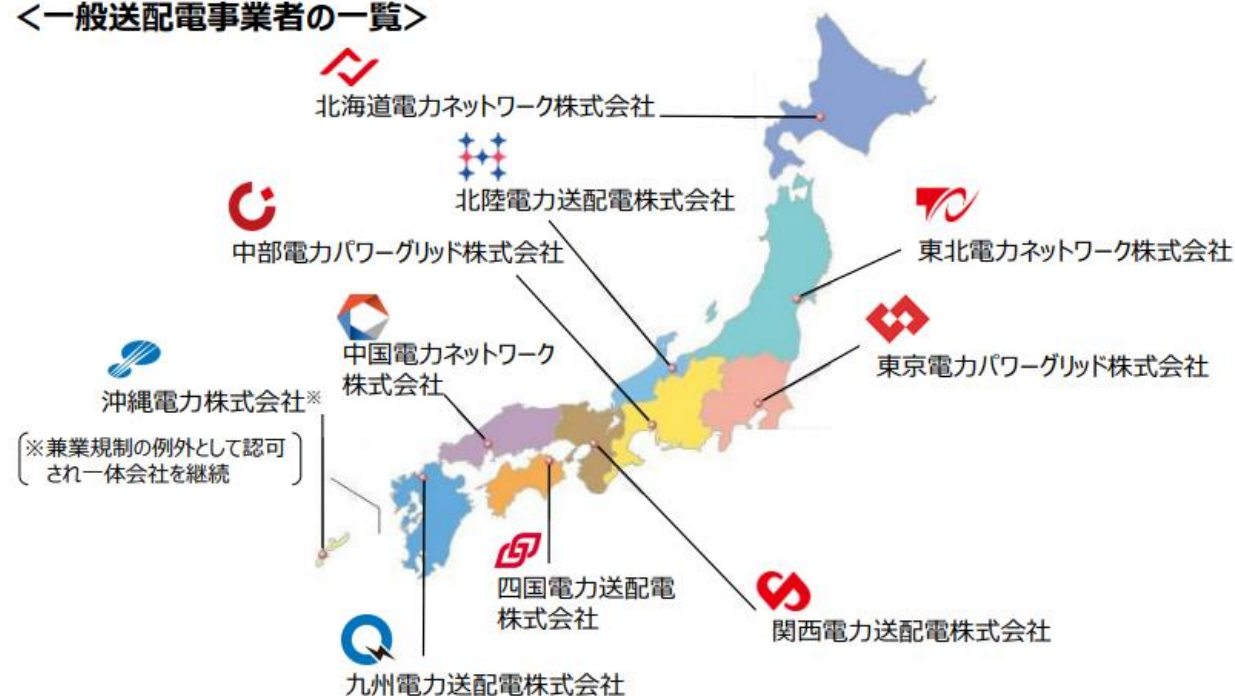 ＜一般送配電事業者の一覧＞
北海道電力ネットワーク株式会社
北陸電力送配電株式会社
中部電力パワーグリッド株式会社
東北電力ネットワーク株式会社
中国電力ネットワーク
株式会社
東京電力パワーグリッド株式会社
沖縄電力株式会社※
※兼業規制の例外として認可
され一体会社を継続
四国電力送配電
株式会社
関西電力送配電株式会社
九州電力送配電株式会社